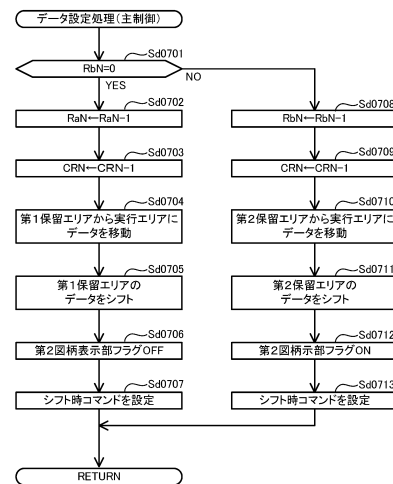 データ設定処理(主制御)
Sd0701
RbN=0
YES
NO
Sd0702
RaN←RaN-1
Sd0703
CRN←CRN-1
Sd0704
第1保留エリアから実行エリアに
データを移動
Sd0705
第1保留エリアの
データをシフト
Sd0706
第2図柄表示部フラグOFF
Sd0707
シフト時コマンドを設定
Sd0708
RbN←RbN-1
Sd0709
CRN←CRN-1
Sd0710
第2保留エリアから実行エリアに
データを移動
Sd0711
第2保留エリアの
データをシフト
Sd0712
第2図柄示部フラグON
Sd0713
シフト時コマンドを設定
RETURN